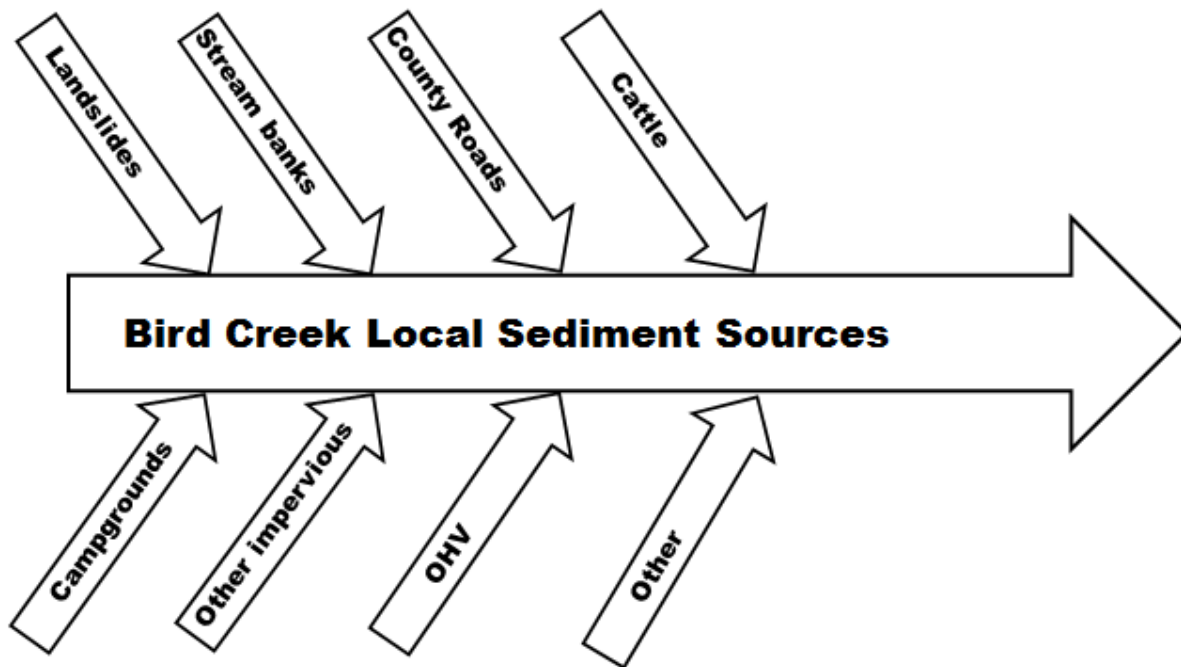 Landslides
Stream banks
County Roads
Cattle
Bird Creek Local Sediment Sources
Campgrounds
Other impervious
OHV
Other